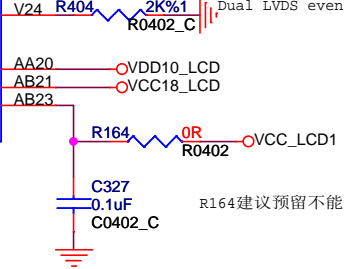 V24 R404 2K%1 Dual LVDS even
R0402_C
AA20 VDD10_LCD
AB21 VCC18_LCD
AB23
R164 0R VCC_LCD1
R0402
C327
0.1uF R164建议预留不能
C0402_C